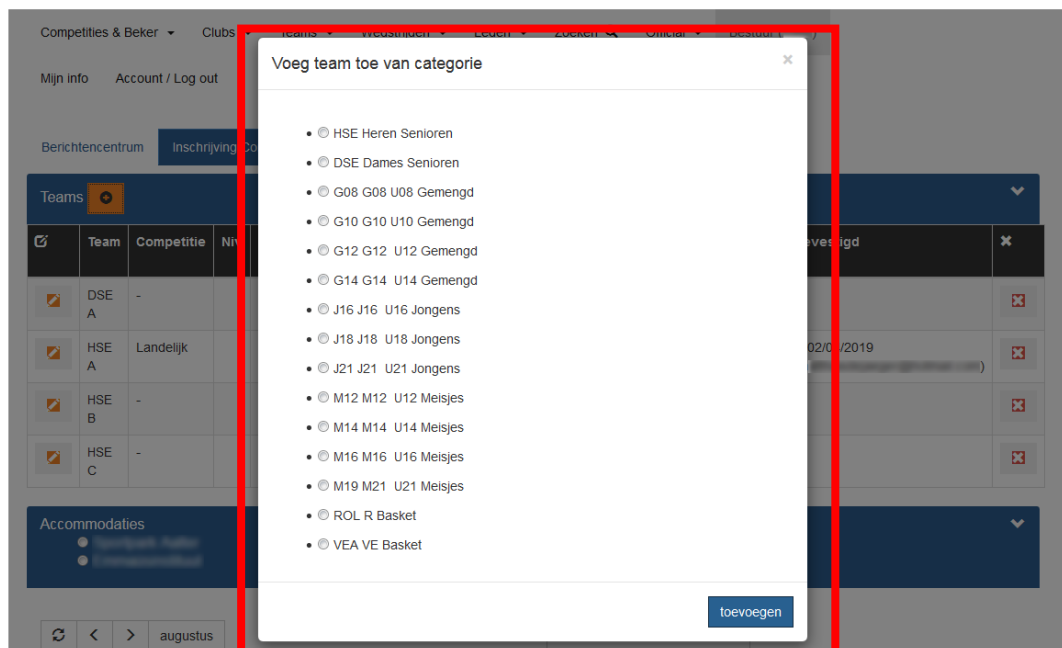 Competities & Beker Clubs Teams Wedstrijden Leden Zoeken Official Bestuur (
Mijn info Account / Log out
Berichtencentrum Inschrijving Co
Voeg team toe van categorie ×
HSE Heren Senioren
DSE Dames Senioren
G08 G08 U08 Gemengd
G10 G10 U10 Gemengd
G12 G12 U12 Gemengd
G14 G14 U14 Gemengd
J16 J16 U16 Jongens
J18 J18 U18 Jongens
J21 J21 U21 Jongens
M12 M12 U12 Meisjes
M14 M14 U14 Meisjes
M16 M16 U16 Meisjes
M19 M21 U21 Meisjes
ROL R Basket
VEA VE Basket
toevoegen
Teams
Team Competitie Niv
DSE A -
HSE A Landelijk
HSE B -
HSE C -
Accommodaties
augustus